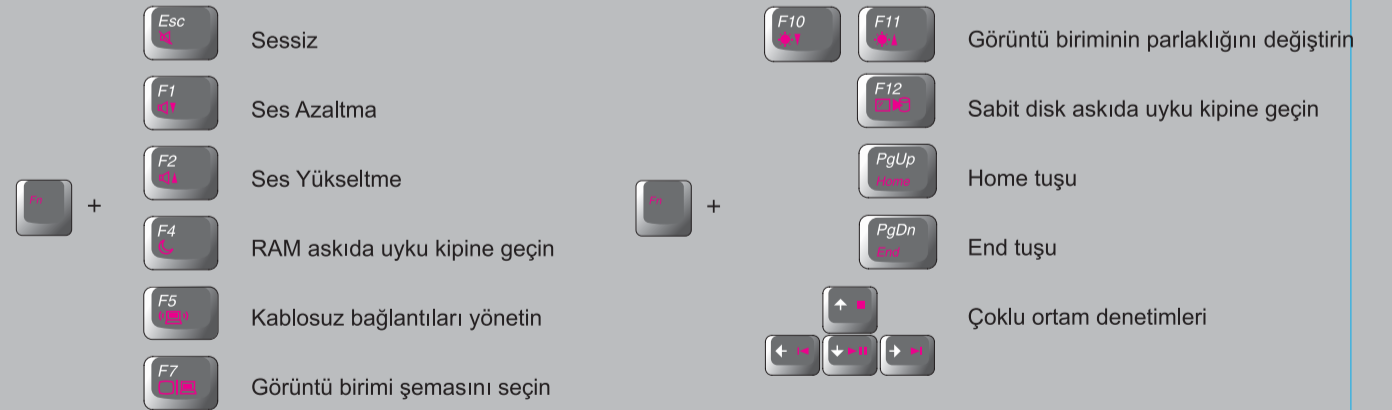 Esc
Sessiz
F1
Ses Azaltma
F2
Ses Yükseltme
Fn
+
F4
RAM askıda uyku kipine geçin
F5
Kablosuz bağlantıları yönetin
F7
Görüntü birimi şemasını seçin
F10
F11
Görüntü biriminin parlaklığını değiştirin
F12
Sabit disk askıda uyku kipine geçin
PgUp
Home
Home tuşu
Fn
+
PgDn
End
End tuşu
Çoklu ortam denetimleri